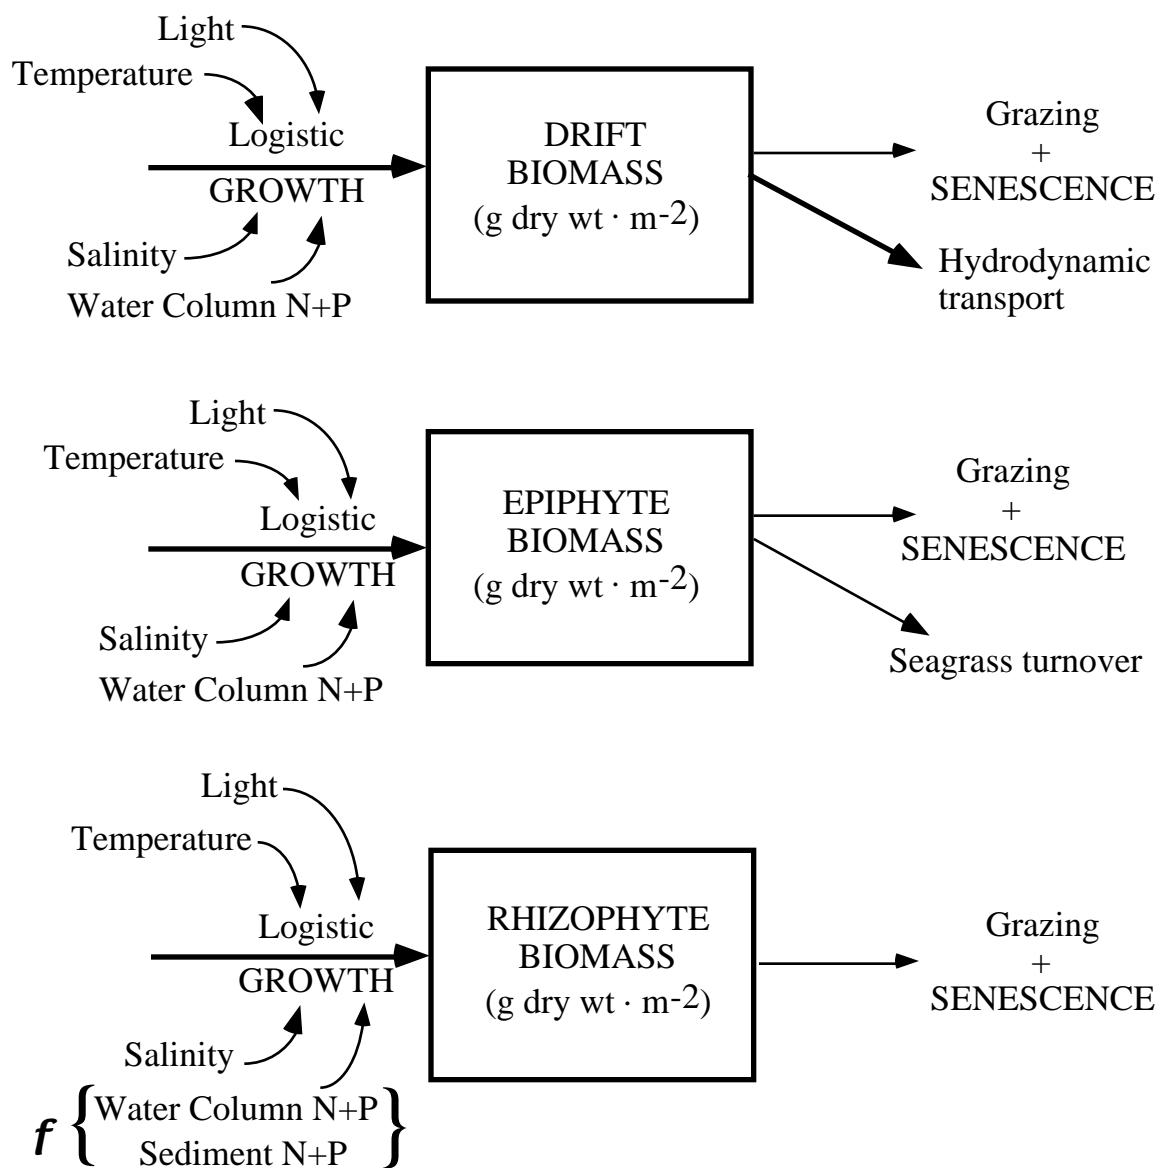 Light
Temperature
Logistic
GROWTH
Salinity
Water Column N+P
DRIFT
BIOMASS
(g dry wt · m-2)
Grazing
+
SENESCENCE
Hydrodynamic
transport
Light
Temperature
Logistic
GROWTH
Salinity
Water Column N+P
EPIPHYTE
BIOMASS
(g dry wt · m-2)
Grazing
+
SENESCENCE
Seagrass turnover
Light
Temperature
Logistic
GROWTH
Salinity
f { Water Column N+P }
Sediment N+P
RHIZOPHYTE
BIOMASS
(g dry wt · m-2)
Grazing
+
SENESCENCE